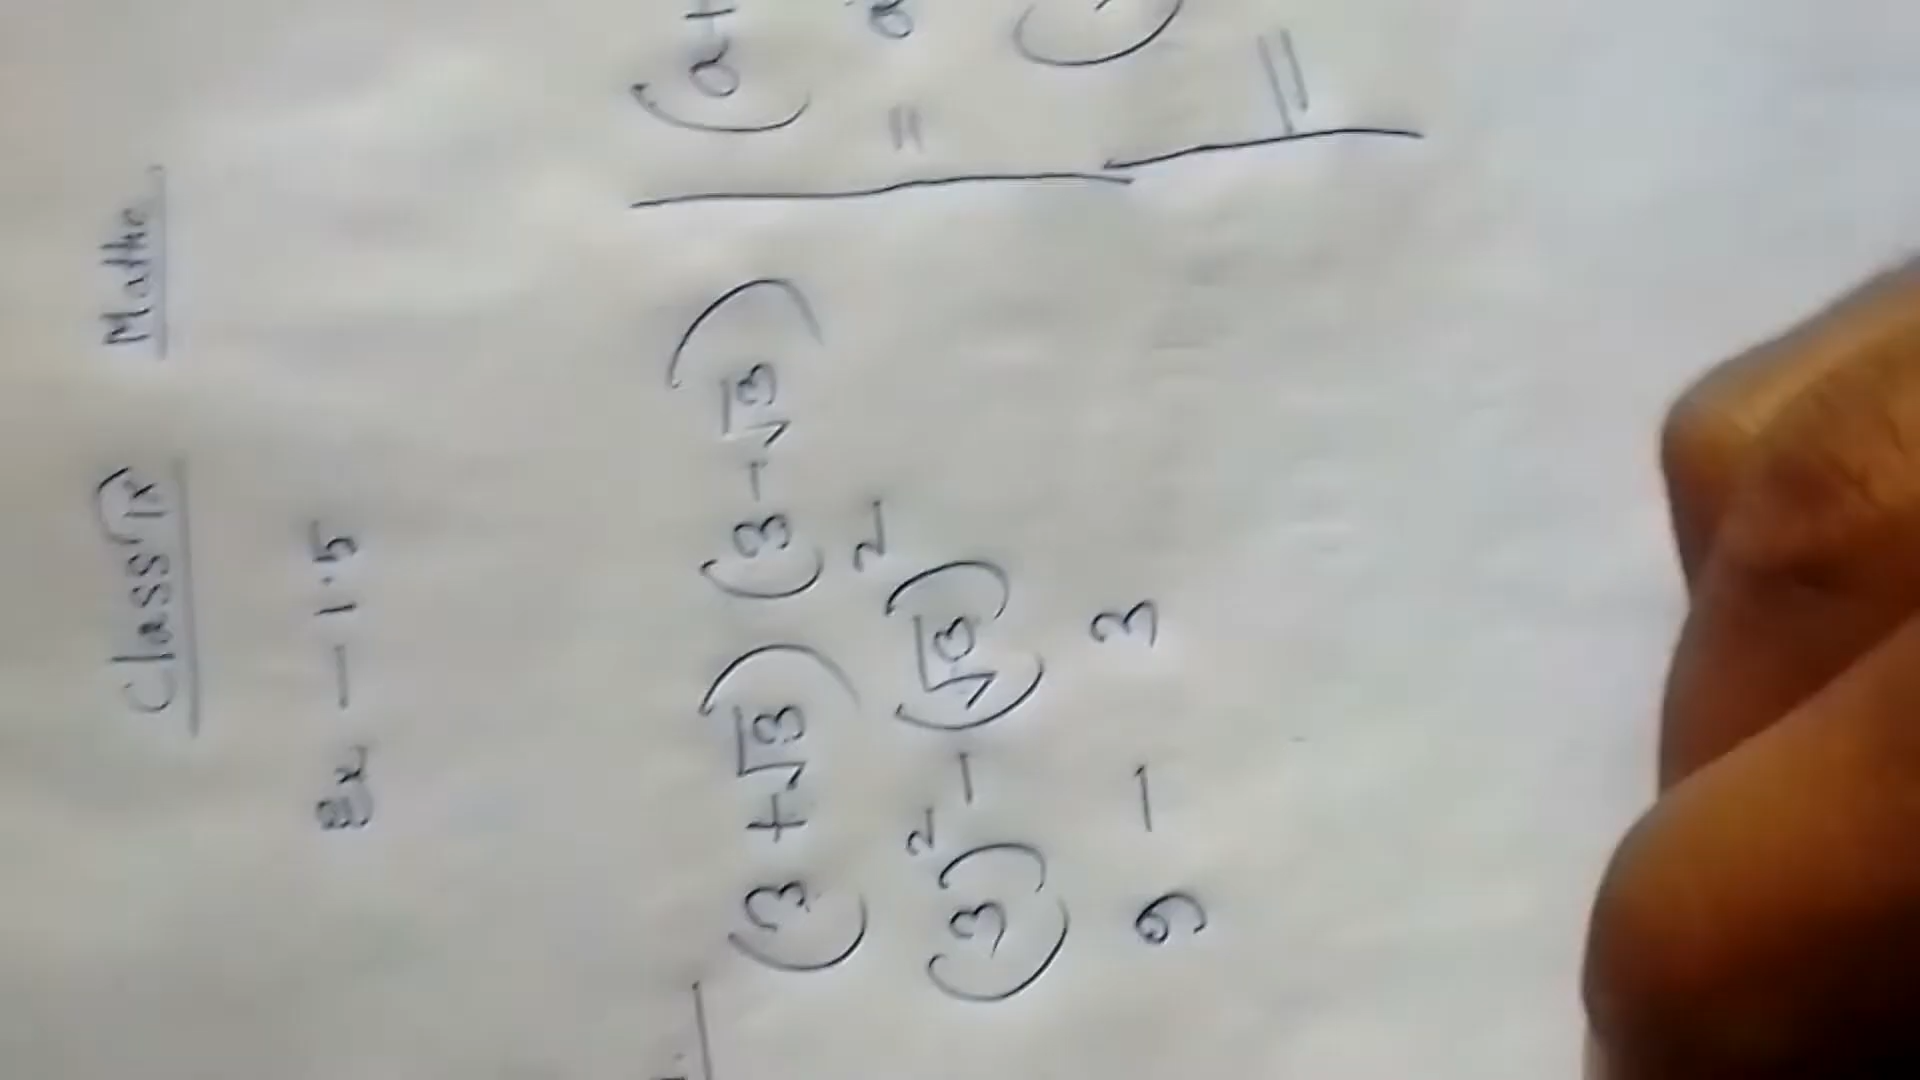 Class IX Maths
Ex - 1.5
(3 + √3) (3 - √3)
(3)² - (√3)²
9 - 3
(a+
= a
=